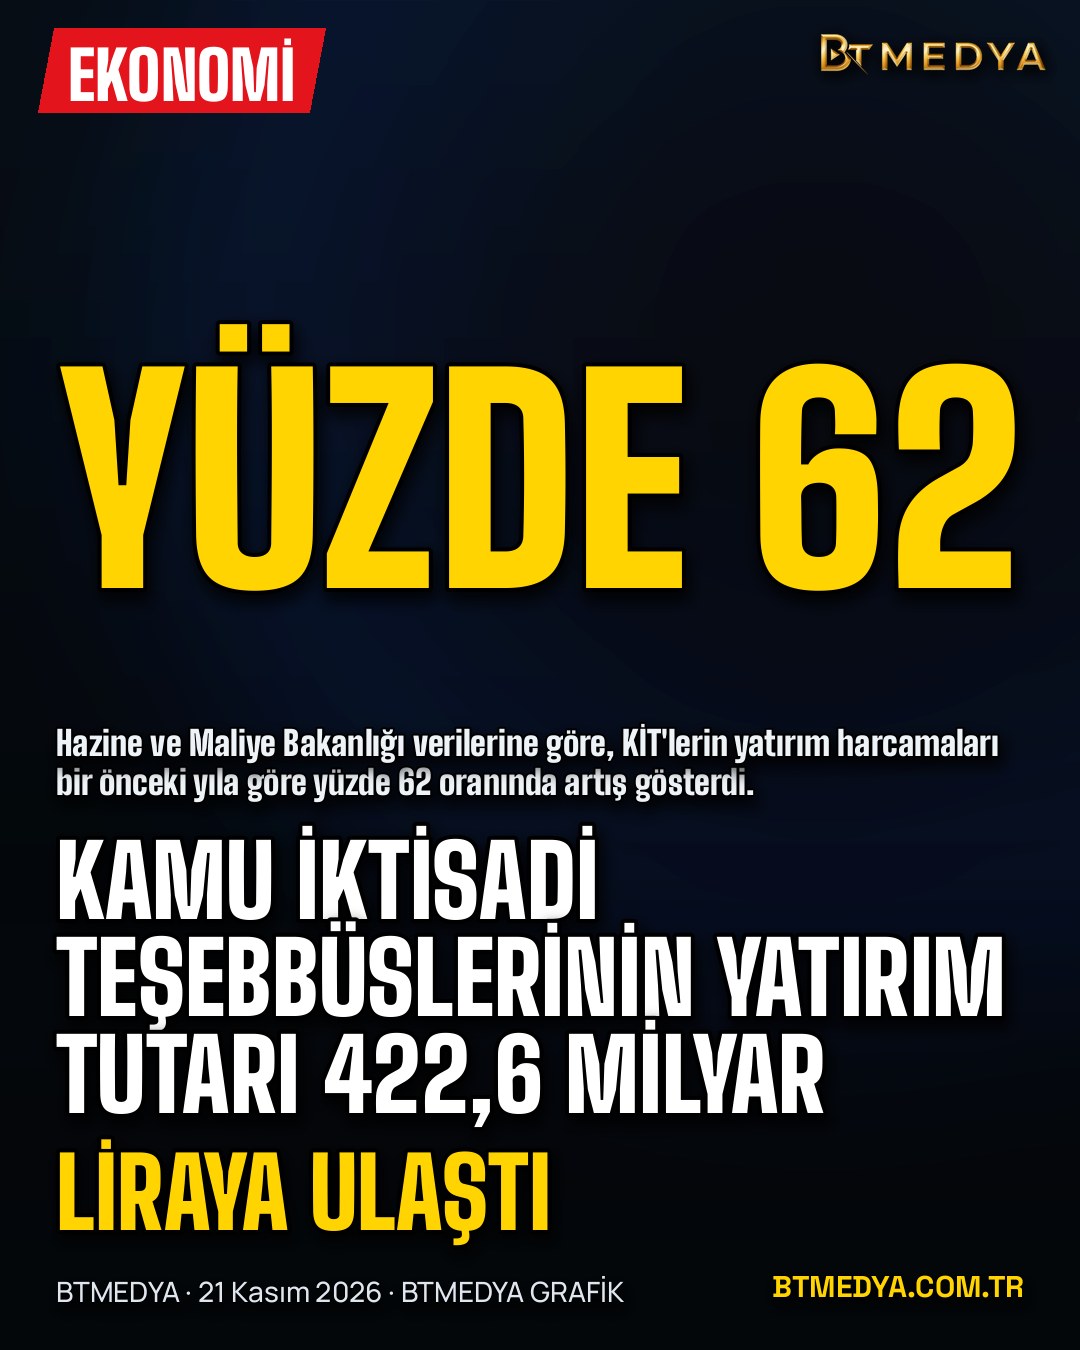 EKONOMİ
BTMEDYA
YÜZDE 62
Hazine ve Maliye Bakanlığı verilerine göre, KİT'lerin yatırım harcamaları
bir önceki yıla göre yüzde 62 oranında artış gösterdi.
KAMU İKTİSADİ
TEŞEBBÜSLERİNİN YATIRIM
TUTARI 422,6 MİLYAR
LİRAYA ULAŞTI
BTMEDYA · 21 Kasım 2026 · BTMEDYA GRAFİK
BTMEDYA.COM.TR